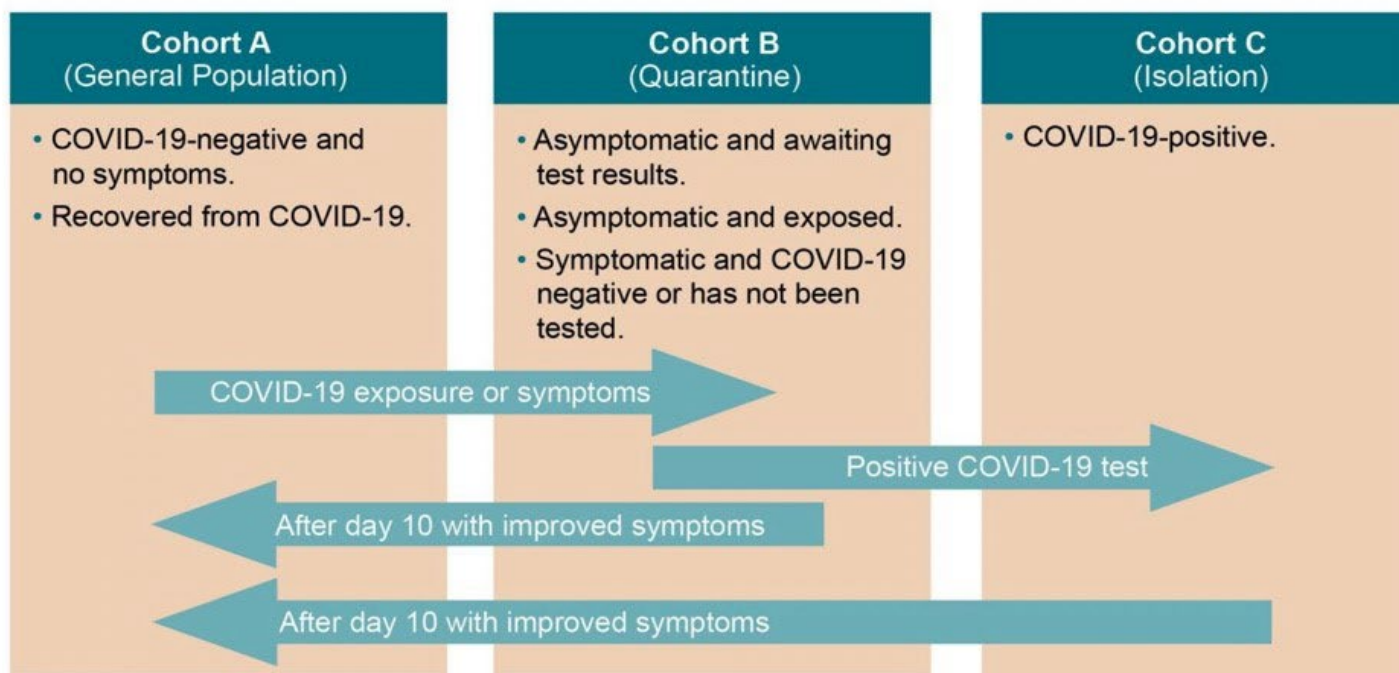 Cohort A
(General Population)
• COVID-19-negative and
no symptoms.
• Recovered from COVID-19.
Cohort B
(Quarantine)
• Asymptomatic and awaiting
test results.
• Asymptomatic and exposed.
• Symptomatic and COVID-19
negative or has not been
tested.
Cohort C
(Isolation)
• COVID-19-positive.
COVID-19 exposure or symptoms
Positive COVID-19 test
After day 10 with improved symptoms
After day 10 with improved symptoms